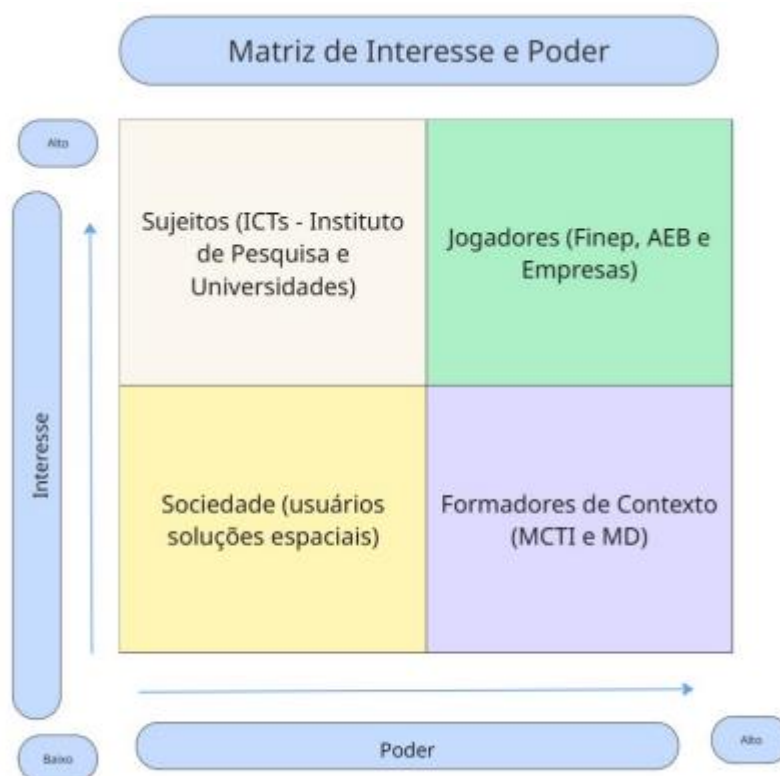 Matriz de Interesse e Poder
Alto
Sujeitos (ICTs - Instituto
de Pesquisa e
Universidades)
Jogadores (Finep, AEB e
Empresas)
Interesse
Sociedade (usuários
soluções espaciais)
Formadores de Contexto
(MCTI e MD)
Baixo
Poder
Alto